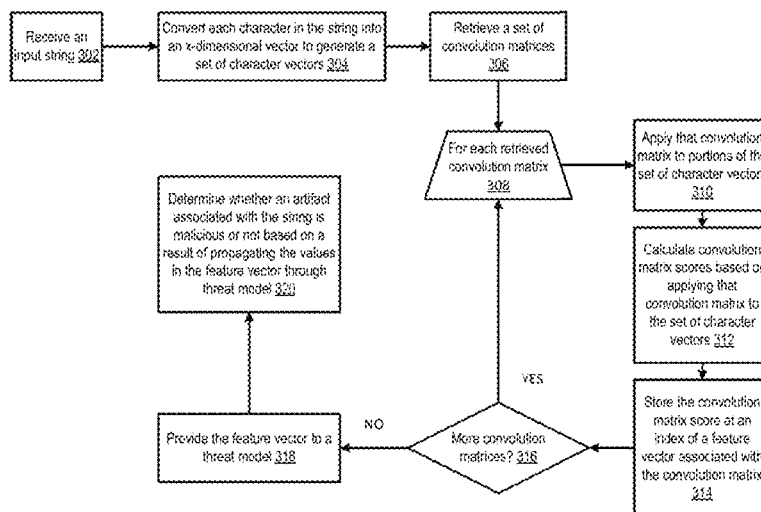 Receive an
input string 302
Convert each character in the string into
an x-dimensional vector to generate a
set of character vectors 304
Retrieve a set of
convolution matrices
306
For each retrieved
convolution matrix
308
Apply that convolution
matrix to portions of the
set of character vectors
310
Calculate convolution
matrix scores based on
applying that
convolution matrix to
the set of character
vectors 312
Store the convolution
matrix score at an
index of a feature
vector associated with
the convolution matrix
314
More convolution
matrices? 316
YES
NO
Provide the feature vector to a
threat model 318
Determine whether an artifact
associated with the string is
malicious or not based on a
result of propagating the values
in the feature vector through
threat model 320